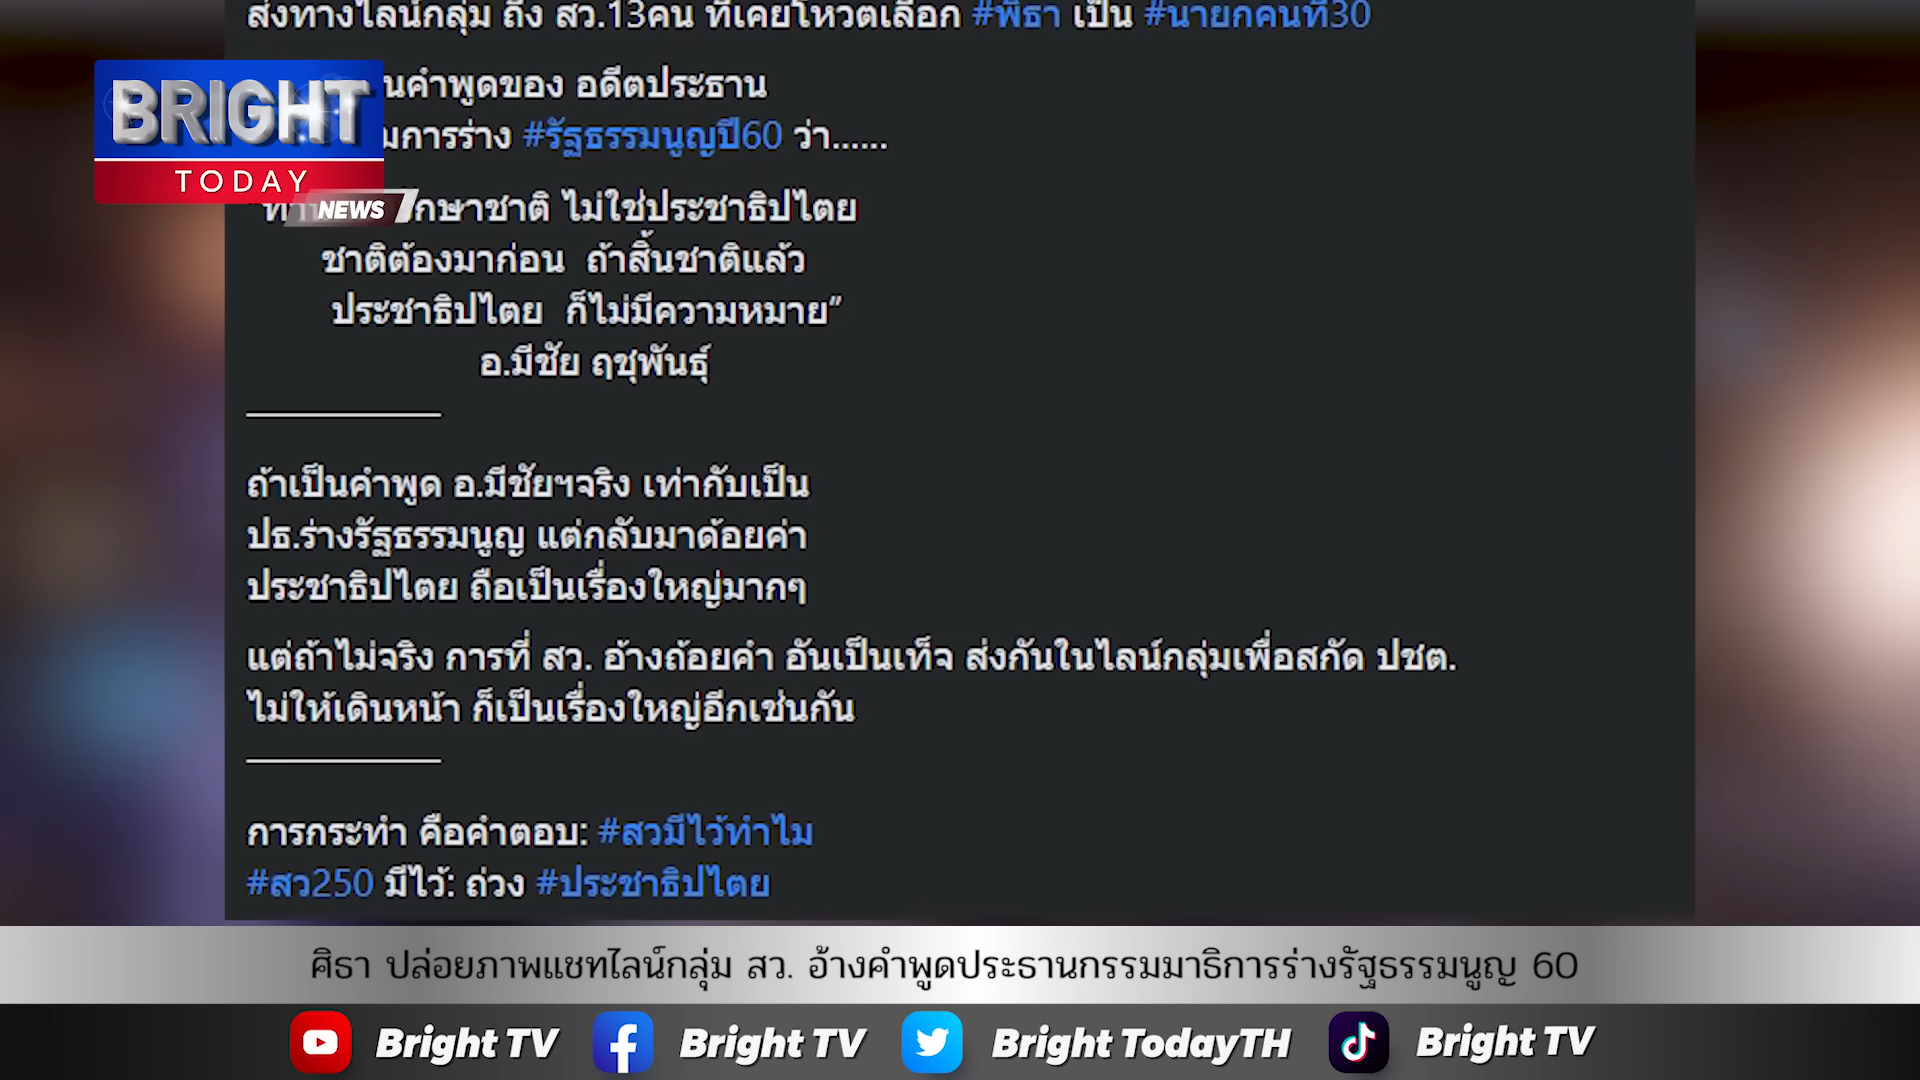 ส่งทางไลน์กลุ่ม ถึง สว.13คน ที่เคยโหวตเลือก #พิธา เป็น #นายกคนที่30
คำพูดของ อดีตประธาน
BRIGHT
การร่าง #รัฐธรรมนูญปี60 ว่า......
TODAY
NEWS
ไม่ใช่ประชาธิปไตย
ชาติต้องมาก่อน ถ้าสิ้นชาติแล้ว
ประชาธิปไตย ก็ไม่มีความหมาย”
อ.มีชัย ฤชุพันธุ์
ถ้าเป็นคำพูด อ.มีชัยฯจริง เท่ากับเป็น
ปธ.ร่างรัฐธรรมนูญ แต่กลับมาด้อยค่า
ประชาธิปไตย ถือเป็นเรื่องใหญ่มากๆ
แต่ถ้าไม่จริง การที่ สว. อ้างถ้อยคำ อันเป็นเท็จ ส่งกันในไลน์กลุ่มเพื่อสกัด ปชต.
ไม่ให้เดินหน้า ก็เป็นเรื่องใหญ่อีกเช่นกัน
การกระทำ คือคำตอบ: #สวมีไว้ทำไม
#สว250 มีไว้: ถ่วง #ประชาธิปไตย
ศิธา ปล่อยภาพแชทไลน์กลุ่ม สว. อ้างคำพูดประธานกรรมมาธิการร่างรัฐธรรมนูญ 60
Bright TV Bright TV Bright TodayTH Bright TV